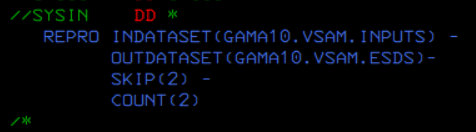 //SYSIN    DD *
   REPRO INDATASET(GAMA10.VSAM.INPUTS) -
         OUTDATASET(GAMA10.VSAM.ESDS)-
         SKIP(2) -
         COUNT(2)
/*